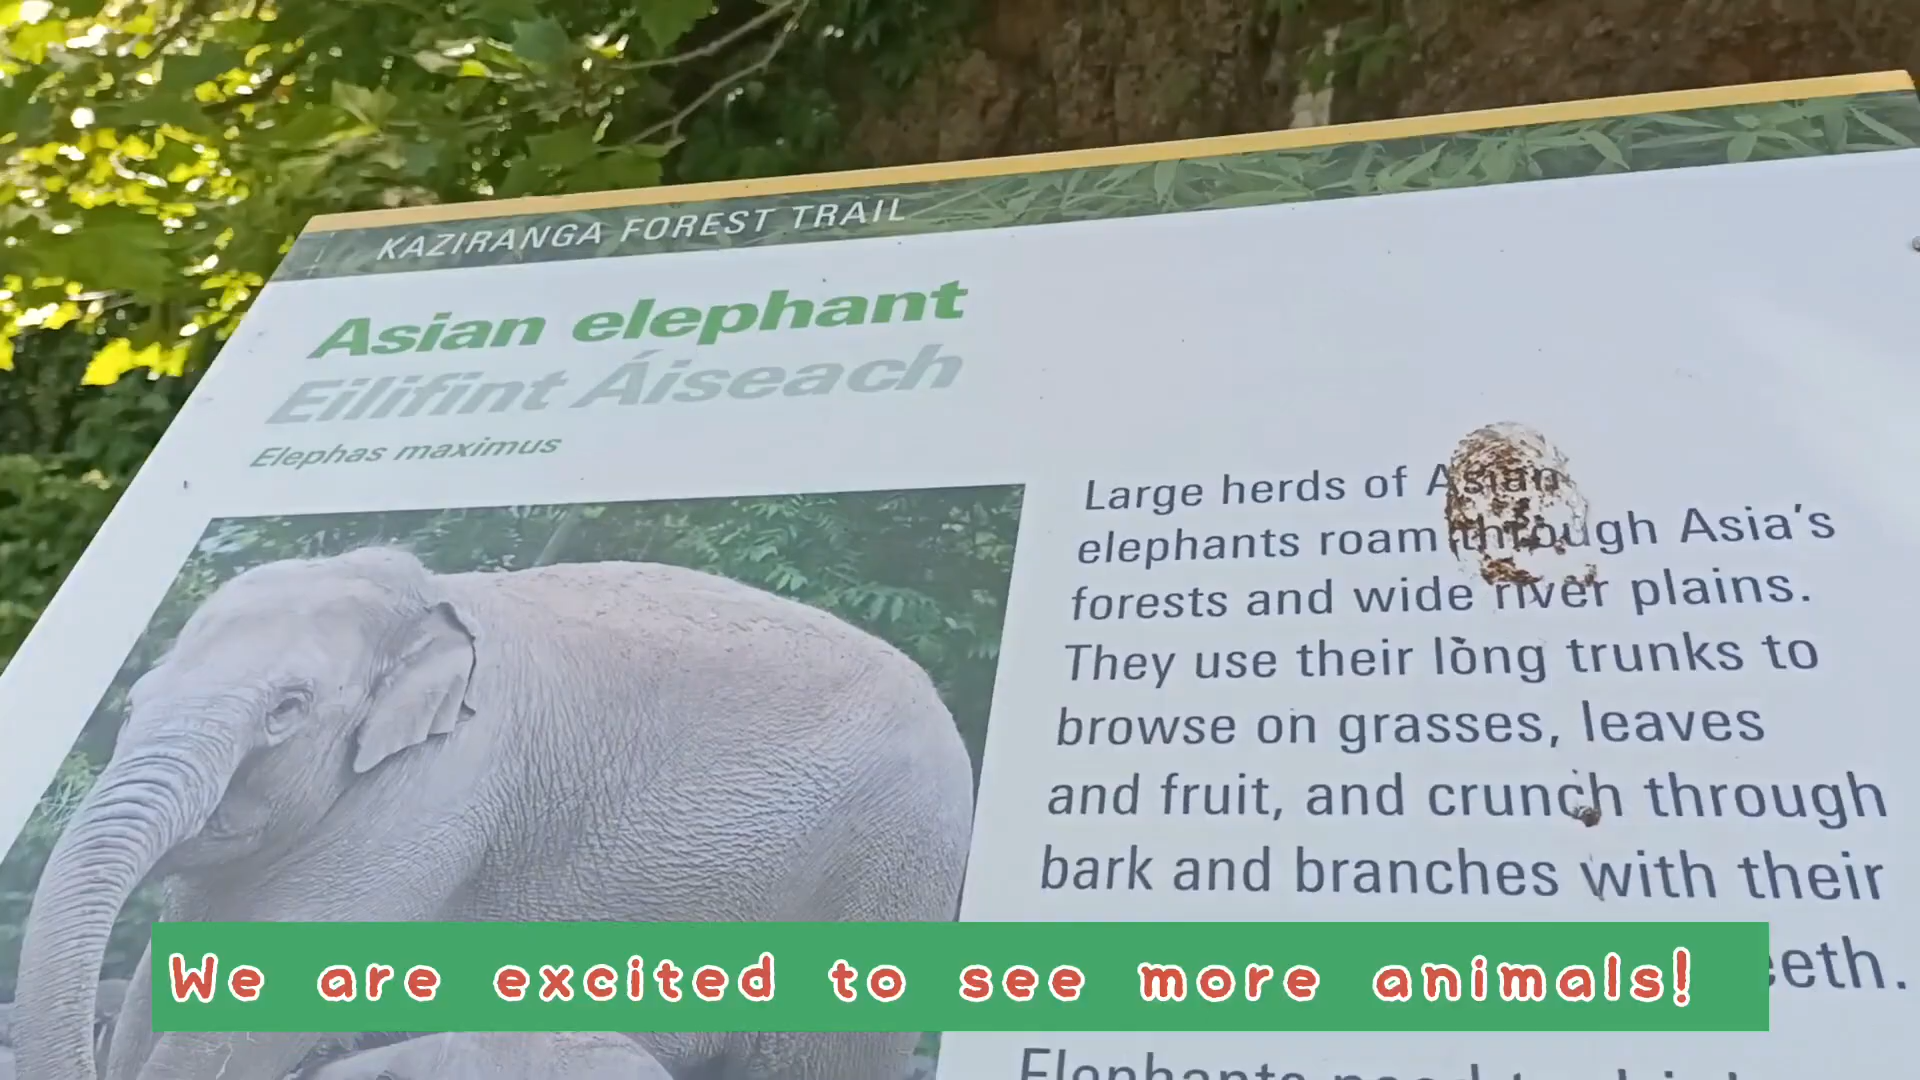 KAZIRANGA FOREST TRAIL
Asian elephant
Eilifint Áiseach
Elephas maximus
Large herds of Asian
elephants roam through Asia's
forests and wide river plains.
They use their long trunks to
browse on grasses, leaves
and fruit, and crunch through
bark and branches with their
We are excited to see more animals!